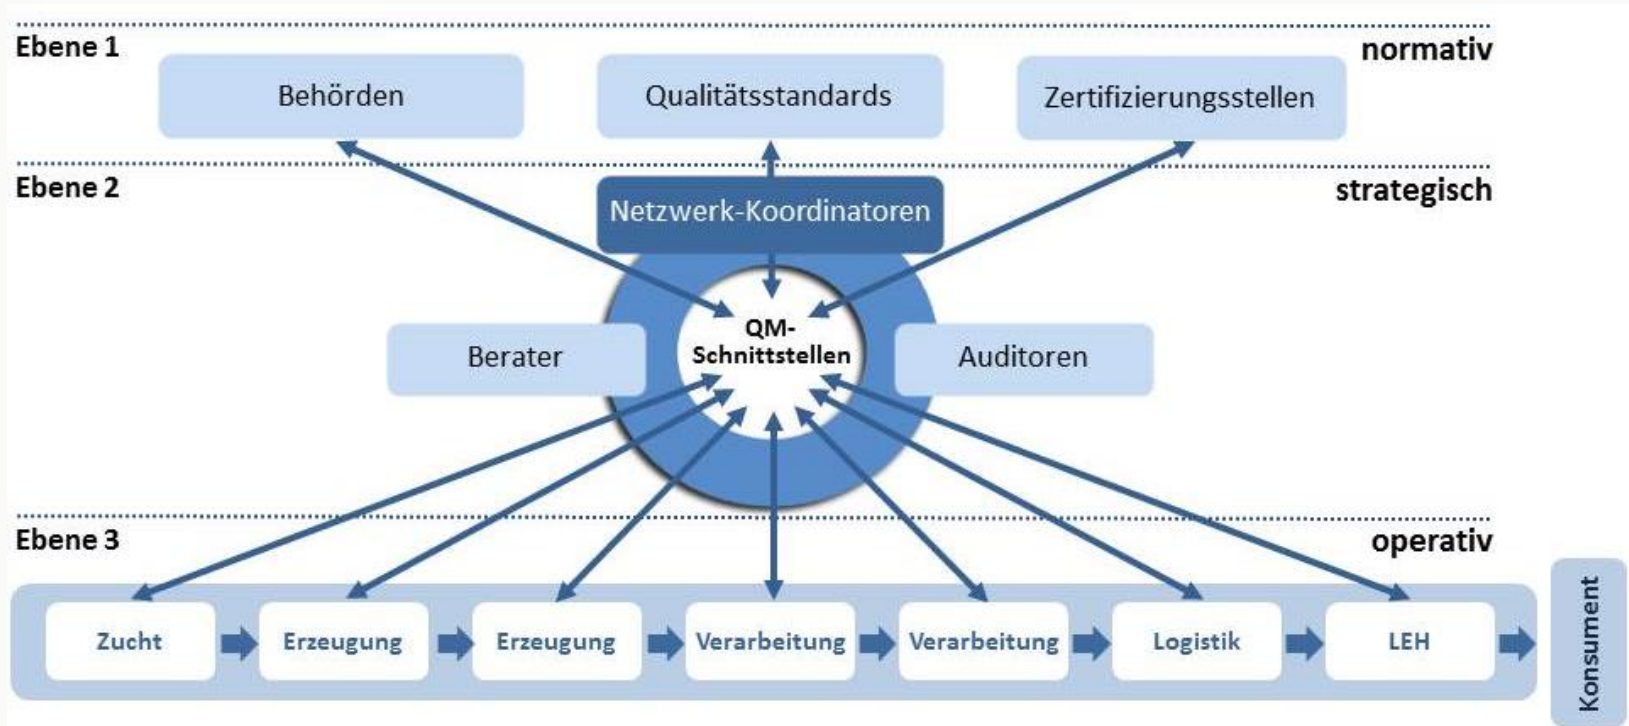 Ebene 1
normativ
Behörden
Qualitätsstandards
Zertifizierungsstellen
Ebene 2
strategisch
Netzwerk-Koordinatoren
QM-
Schnittstellen
Berater
Auditoren
Ebene 3
operativ
Zucht
Erzeugung
Erzeugung
Verarbeitung
Verarbeitung
Logistik
LEH
Konsument